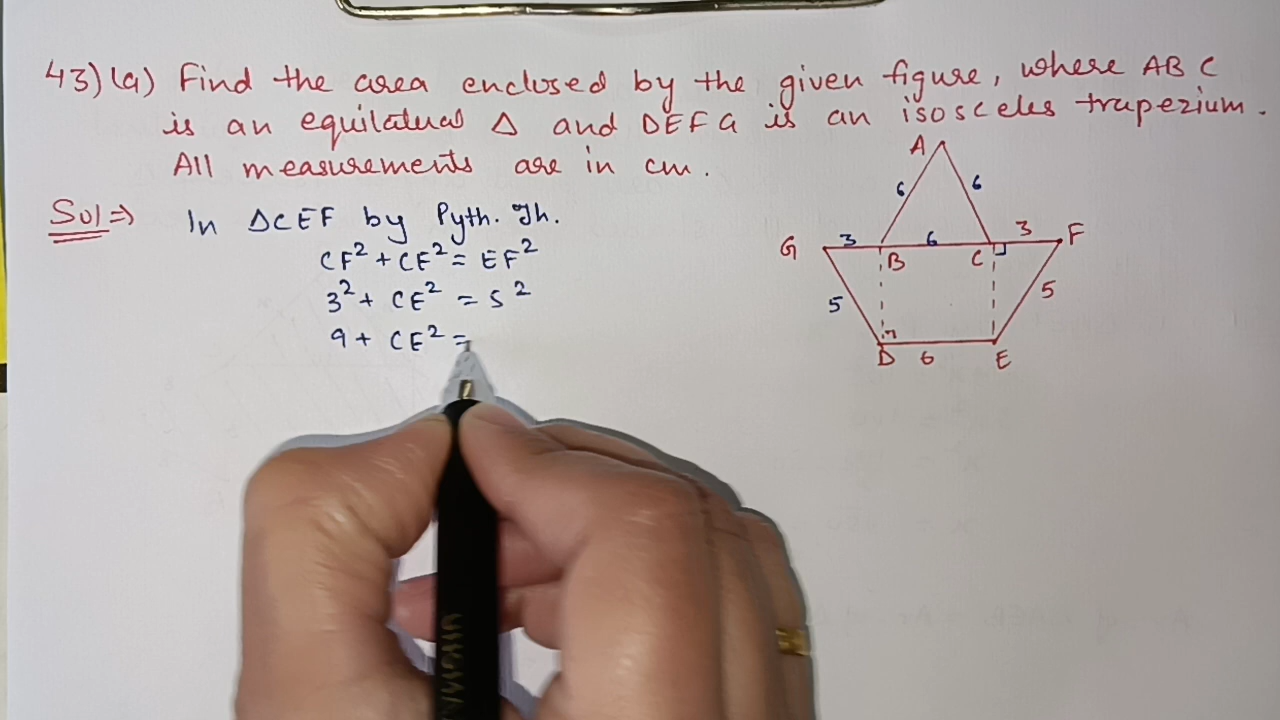 43) (a) Find the area enclosed by the given figure, where ABC
is an equilateral Δ and DEFG is an isosceles trapezium.
All measurements are in cm.
Sol ⇒ In ΔCEF by Pyth. Th.
CF² + CE² = EF²
3² + CE² = 5²
9 + CE² =
A
6 6
G 3 B 6 C 3 F
5 5
D 6 E